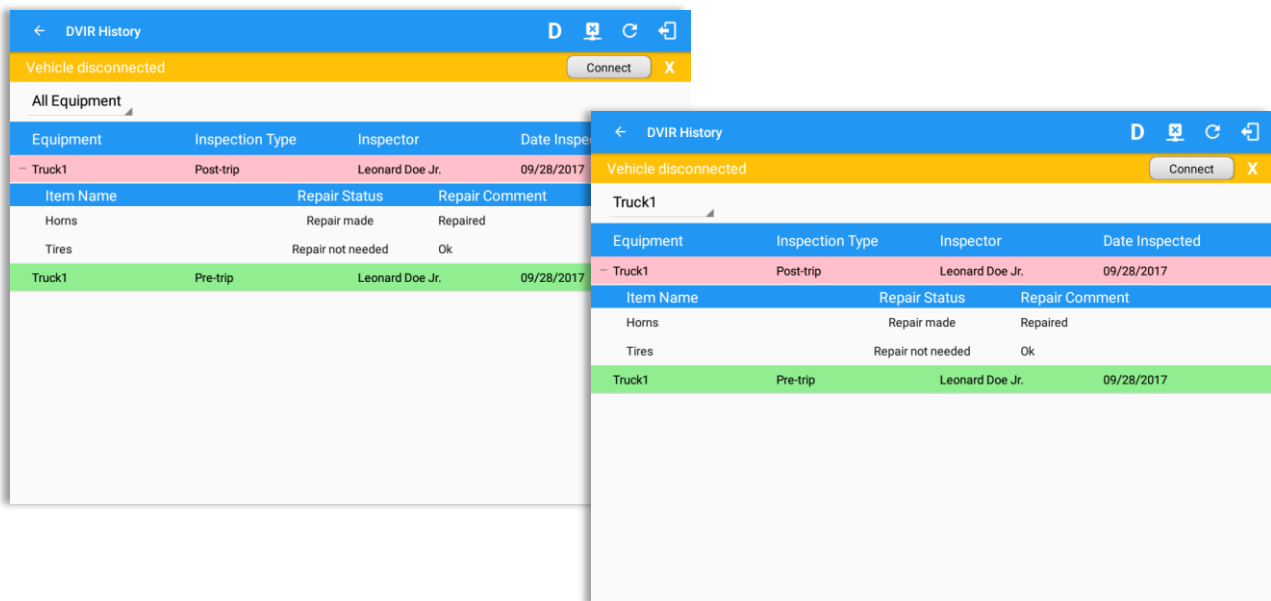 DVIR History D
Vehicle disconnected Connect X
All Equipment
Equipment Inspection Type Inspector Date Inspe
Truck1 Post-trip Leonard Doe Jr. 09/28/2017
Item Name Repair Status Repair Comment
Horns Repair made Repaired
Tires Repair not needed Ok
Truck1 Pre-trip Leonard Doe Jr. 09/28/2017
DVIR History D
Vehicle disconnected Connect X
Truck1
Equipment Inspection Type Inspector Date Inspected
Truck1 Post-trip Leonard Doe Jr. 09/28/2017
Item Name Repair Status Repair Comment
Horns Repair made Repaired
Tires Repair not needed Ok
Truck1 Pre-trip Leonard Doe Jr. 09/28/2017